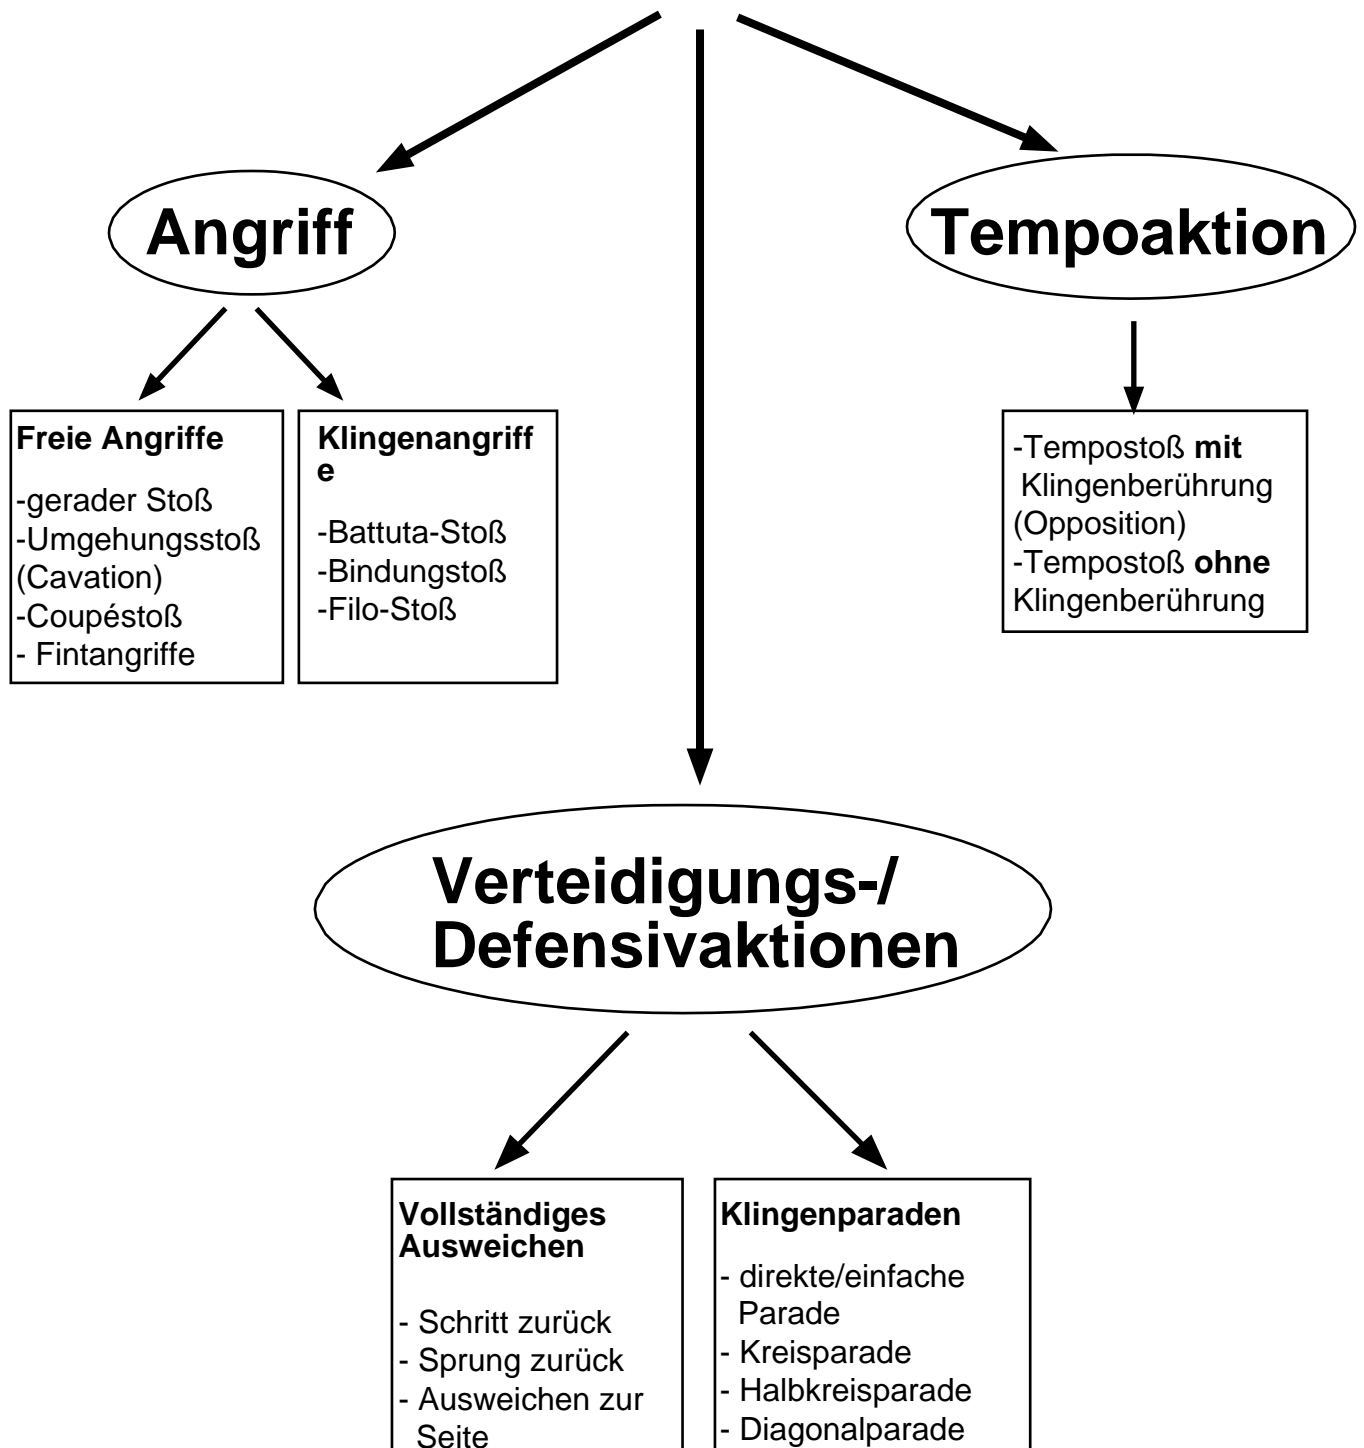 Angriff
Tempoaktion
Freie Angriffe
-gerader Stoß
-Umgehungsstoß
(Cavation)
-Coupéstoß
- Fintangriffe
Klingenangriff
e
-Battuta-Stoß
-Bindungstoß
-Filo-Stoß
-Tempostoß mit
Klingenberührung
(Opposition)
-Tempostoß ohne
Klingenberührung
Verteidigungs-/
Defensivaktionen
Vollständiges
Ausweichen
- Schritt zurück
- Sprung zurück
- Ausweichen zur
Seite
Klingenparaden
- direkte/einfache
Parade
- Kreisparade
- Halbkreisparade
- Diagonalparade